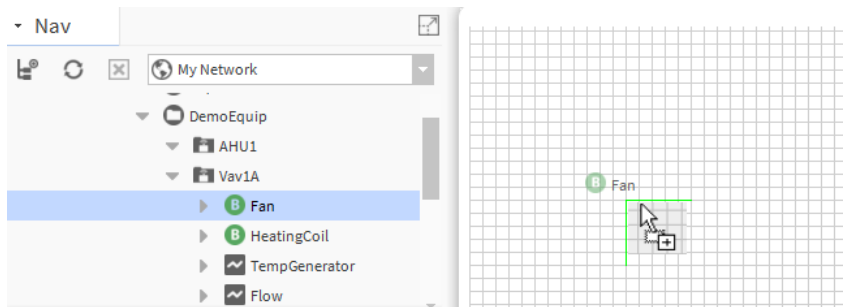 Nav
My Network
DemoEquip
AHU1
Vav1A
B Fan
B HeatingCoil
TempGenerator
Flow
B Fan